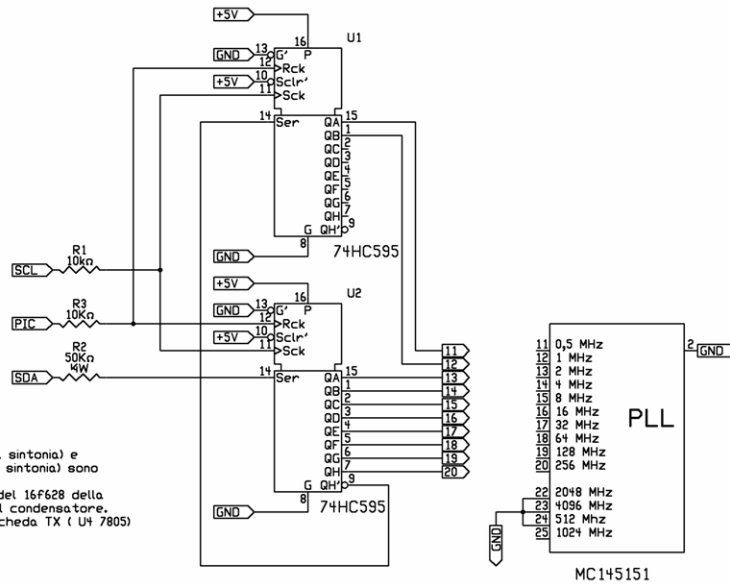 +5V
U1
16
GND
13
G'
P
12
Rck
+5V
10
Sclr'
11
Sck
14
Ser
QA
15
QB
1
QC
2
QD
3
QE
4
QF
5
QG
6
QH
7
QH'
9
G
8
GND
74HC595
SCL
R1
10kΩ
PIC
R3
10KΩ
SDA
R2
50KΩ
¼W
+5V
U2
16
GND
13
G'
P
12
Rck
+5V
10
Sclr'
11
Sck
14
Ser
QA
15
QB
1
QC
2
QD
3
QE
4
QF
5
QG
6
QH
7
QH'
9
G
8
GND
74HC595
11
12
13
14
15
16
17
18
19
20
11 0,5 MHz
12 1 MHz
13 2 MHz
14 4 MHz
15 8 MHz
16 16 MHz
17 32 MHz
18 64 MHz
19 128 MHz
20 256 MHz
22 2048 MHz
23 4096 MHz
24 512 Mhz
25 1024 MHz
PLL
2
GND
GND
MC145151
sintonia) e
sintonia) sono
del 16f628 della
l condensatore.
cheda TX ( U4 7805)